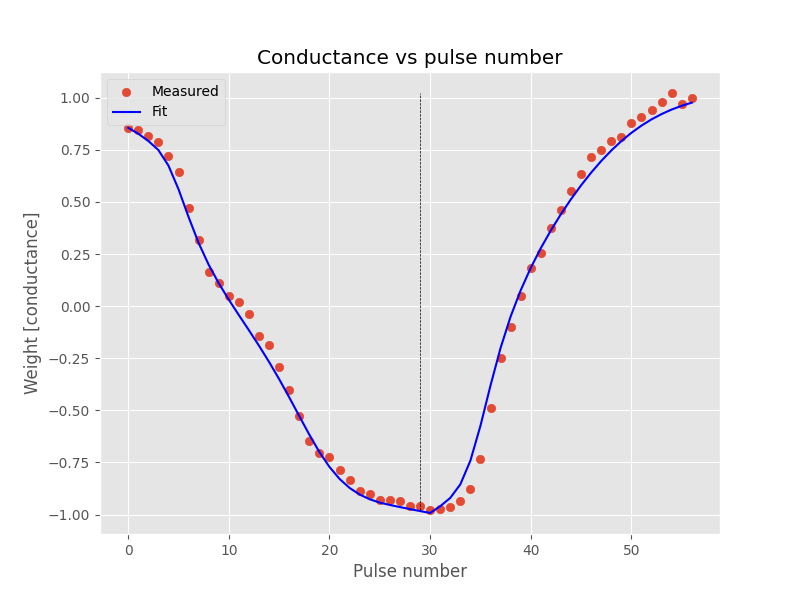 Conductance vs pulse number
Measured
Fit
1.00
0.75
0.50
0.25
0.00
−0.25
−0.50
−0.75
−1.00
Weight [conductance]
0 10 20 30 40 50
Pulse number